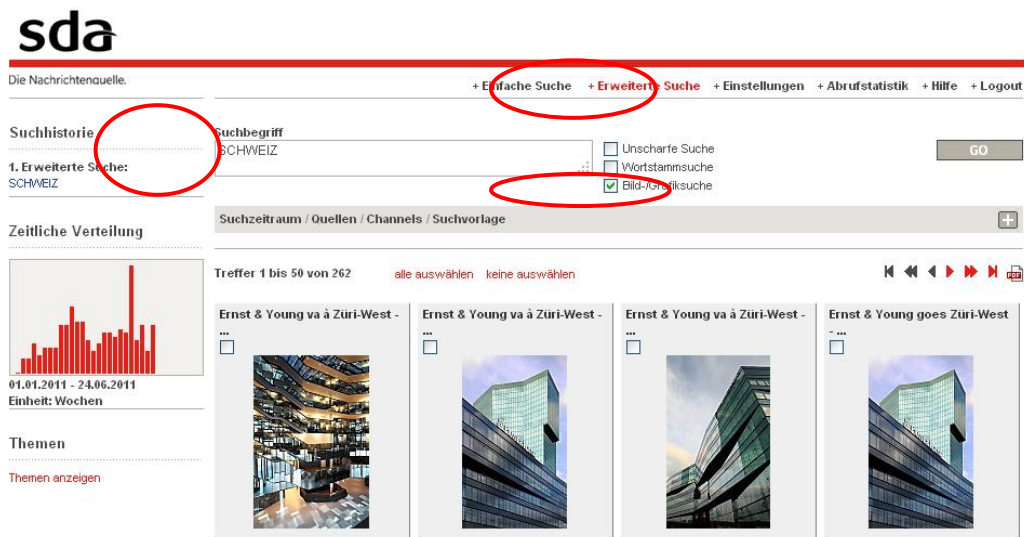 sda
Die Nachrichtenquelle.
+ Einfache Suche + Erweiterte Suche + Einstellungen + Abrufstatistik + Hilfe + Logout
Suchhistorie
1. Erweiterte Suche:
SCHWEIZ
Suchbegriff
SCHWEIZ
Unscharfe Suche
Wortstammsuche
Bild-/Grafiksuche
GO
Suchzeitraum / Quellen / Channels / Suchvorlage
Zeitliche Verteilung
01.01.2011 - 24.06.2011
Einheit: Wochen
Themen
Themen anzeigen
Treffer 1 bis 50 von 262 alle auswählen keine auswählen
PDF
Ernst & Young va à Züri-West -
...
Ernst & Young va à Züri-West -
...
Ernst & Young va à Züri-West -
...
Ernst & Young goes Züri-West
- ...